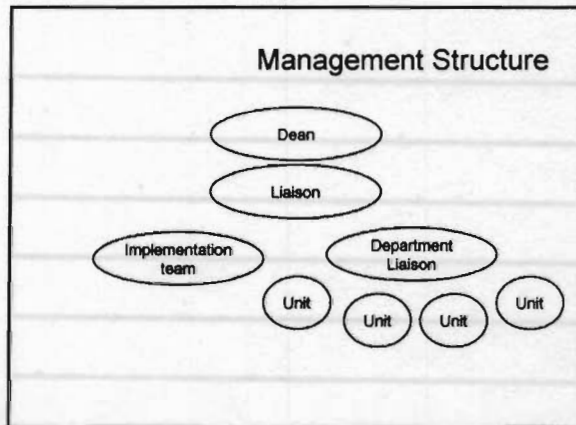 Management Structure
Dean
Liaison
Implementation
team
Department
Liaison
Unit
Unit
Unit
Unit